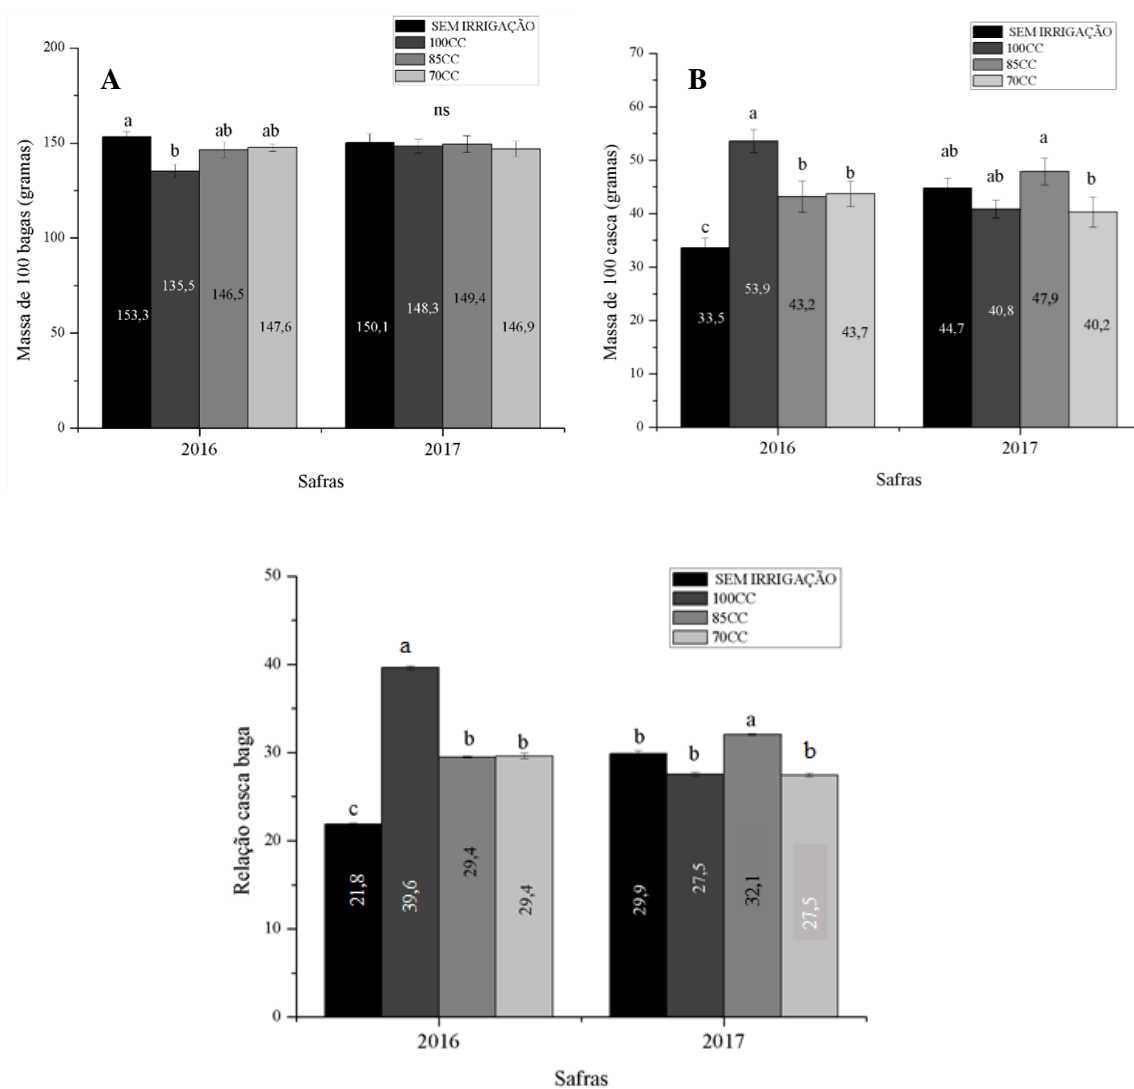 A
SEM IRRIGAÇÃO
100CC
85CC
70CC
Massa de 100 bagas (gramas)
200
150
100
50
0
a
b
ab
ab
ns
153,3
135,5
146,5
147,6
150,1
148,3
149,4
146,9
2016
2017
Safras
B
SEM IRRIGAÇÃO
100CC
85CC
70CC
Massa de 100 casca (gramas)
70
60
50
40
30
20
10
0
c
a
b
b
ab
ab
a
b
33,5
53,9
43,2
43,7
44,7
40,8
47,9
40,2
2016
2017
Safras
SEM IRRIGAÇÃO
100CC
85CC
70CC
Relação casca baga
50
40
30
20
10
0
c
a
b
b
b
b
a
b
21,8
39,6
29,4
29,4
29,9
27,5
32,1
27,5
2016
2017
Safras